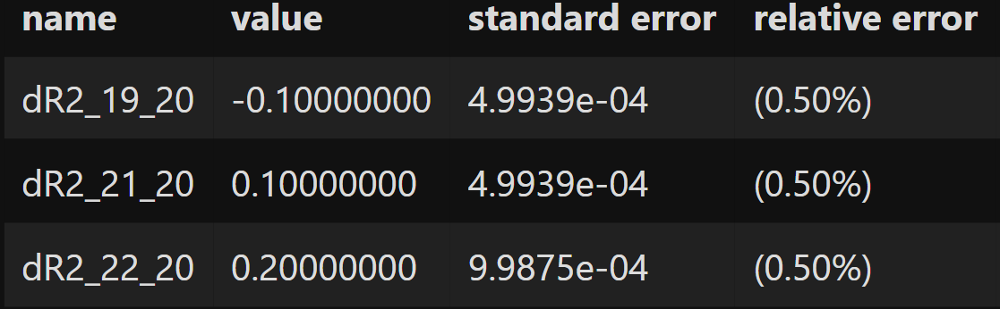 name value standard error relative error
dR2_19_20 -0.10000000 4.9939e-04 (0.50%)
dR2_21_20 0.10000000 4.9939e-04 (0.50%)
dR2_22_20 0.20000000 9.9875e-04 (0.50%)